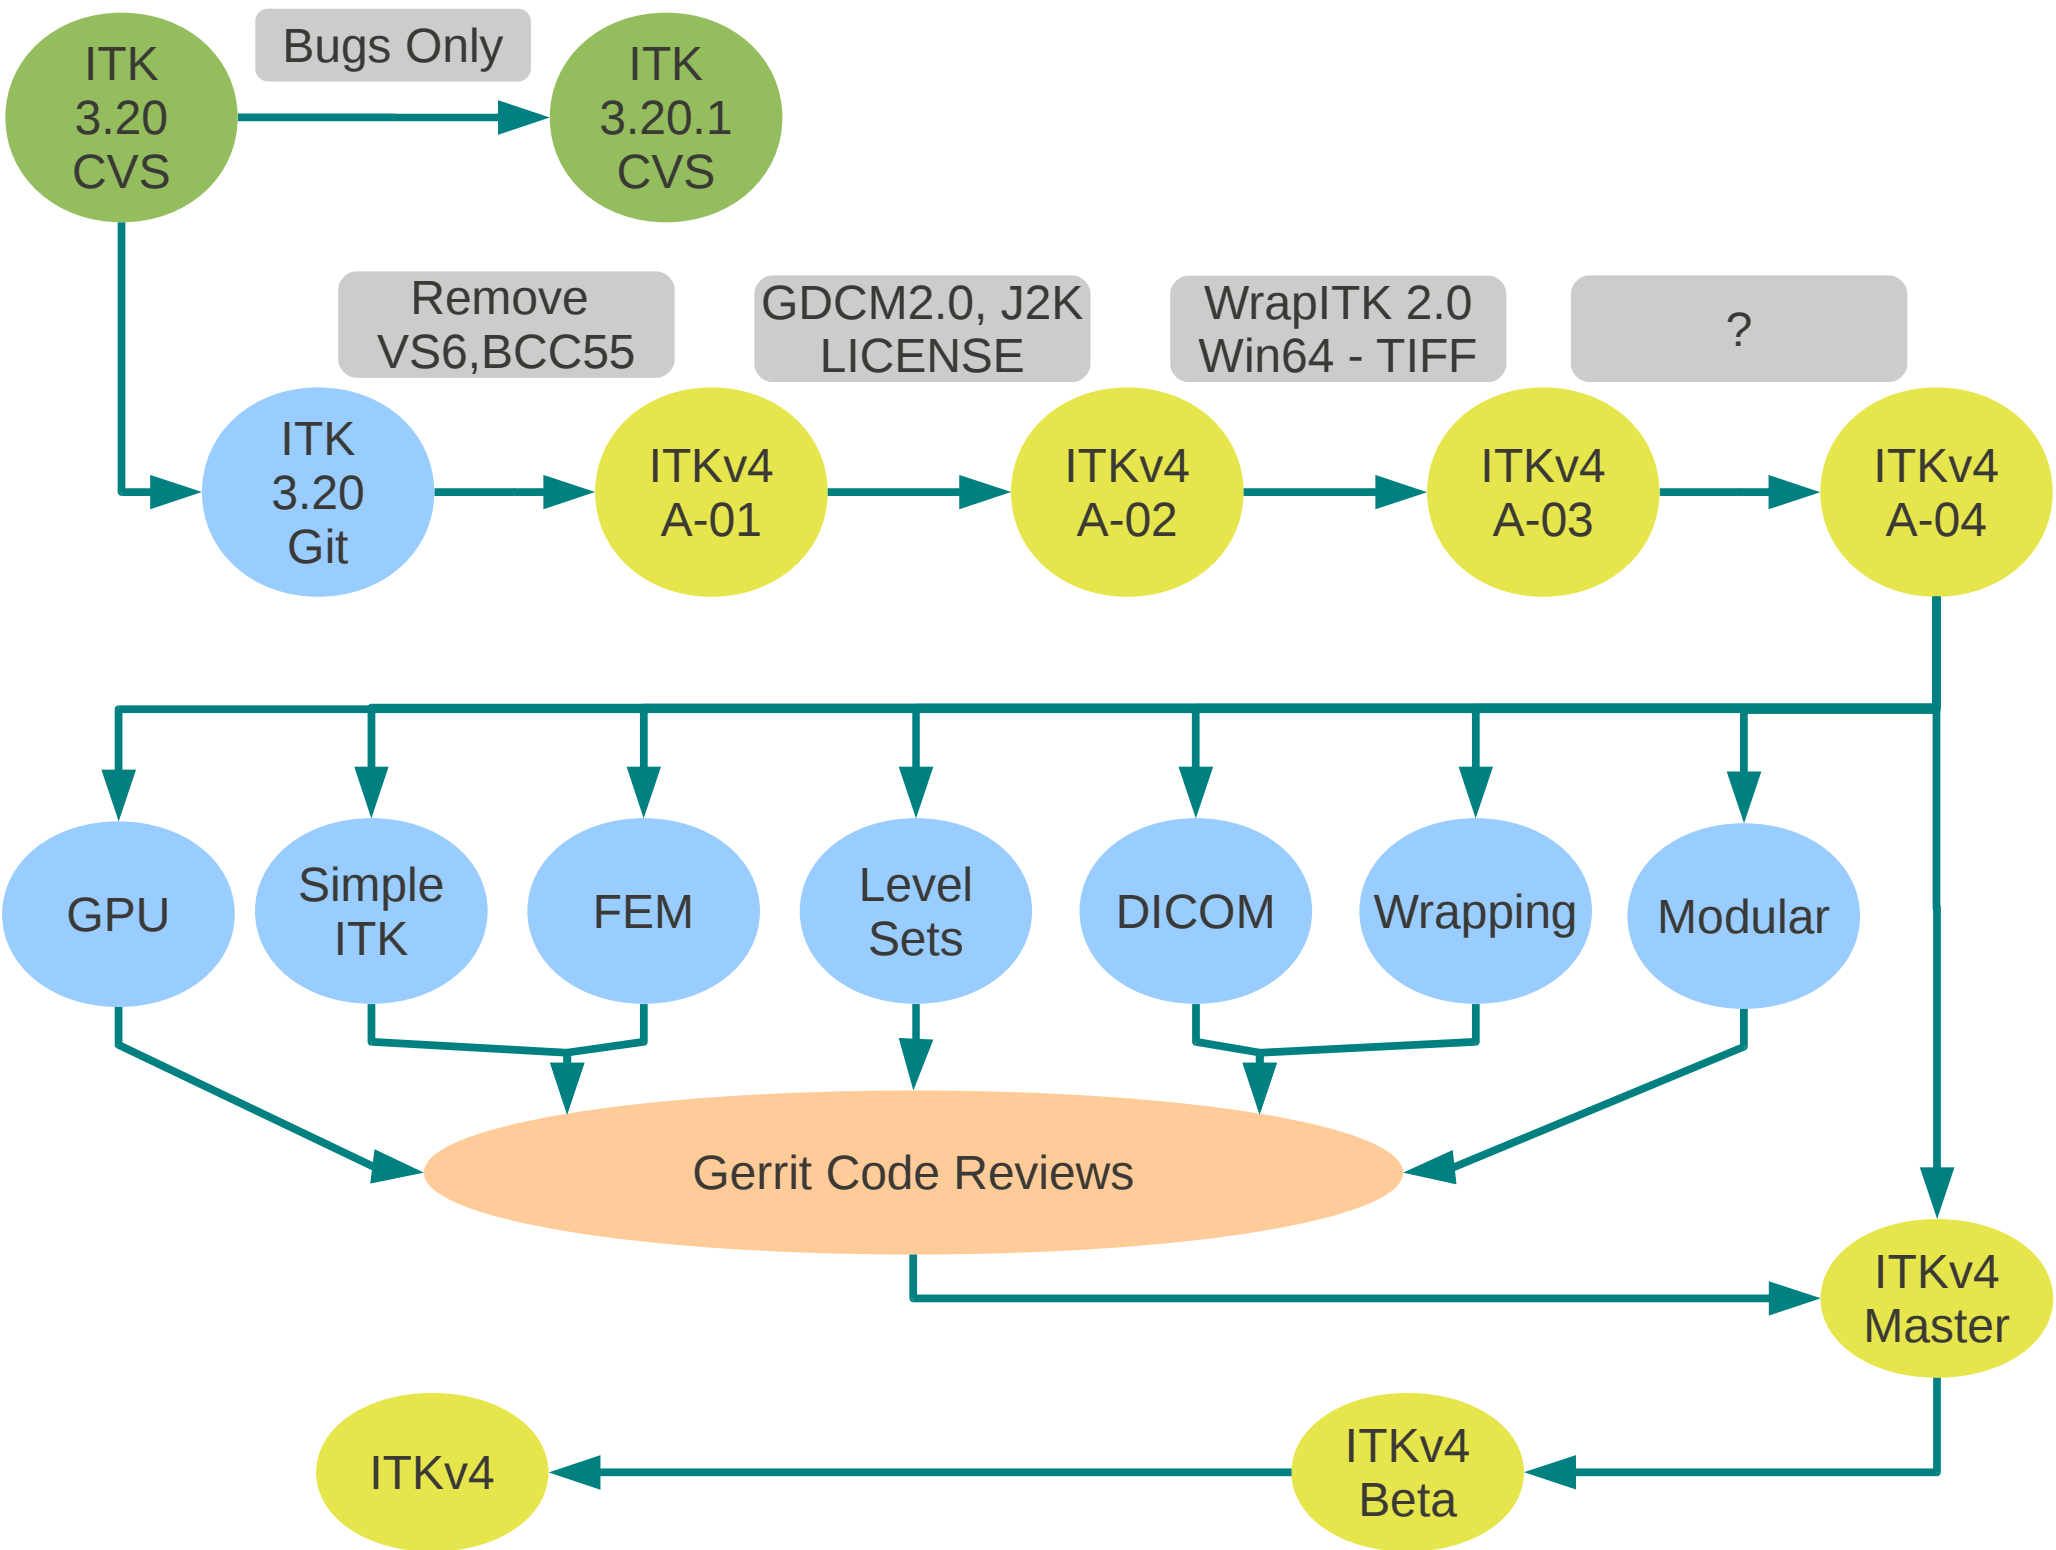 ITK
3.20
CVS
Bugs Only
ITK
3.20.1
CVS
Remove
VS6,BCC55
GDCM2.0, J2K
LICENSE
WrapITK 2.0
Win64 - TIFF
?
ITK
3.20
Git
ITKv4
A-01
ITKv4
A-02
ITKv4
A-03
ITKv4
A-04
GPU
Simple
ITK
FEM
Level
Sets
DICOM
Wrapping
Modular
Gerrit Code Reviews
ITKv4
Master
ITKv4
ITKv4
Beta